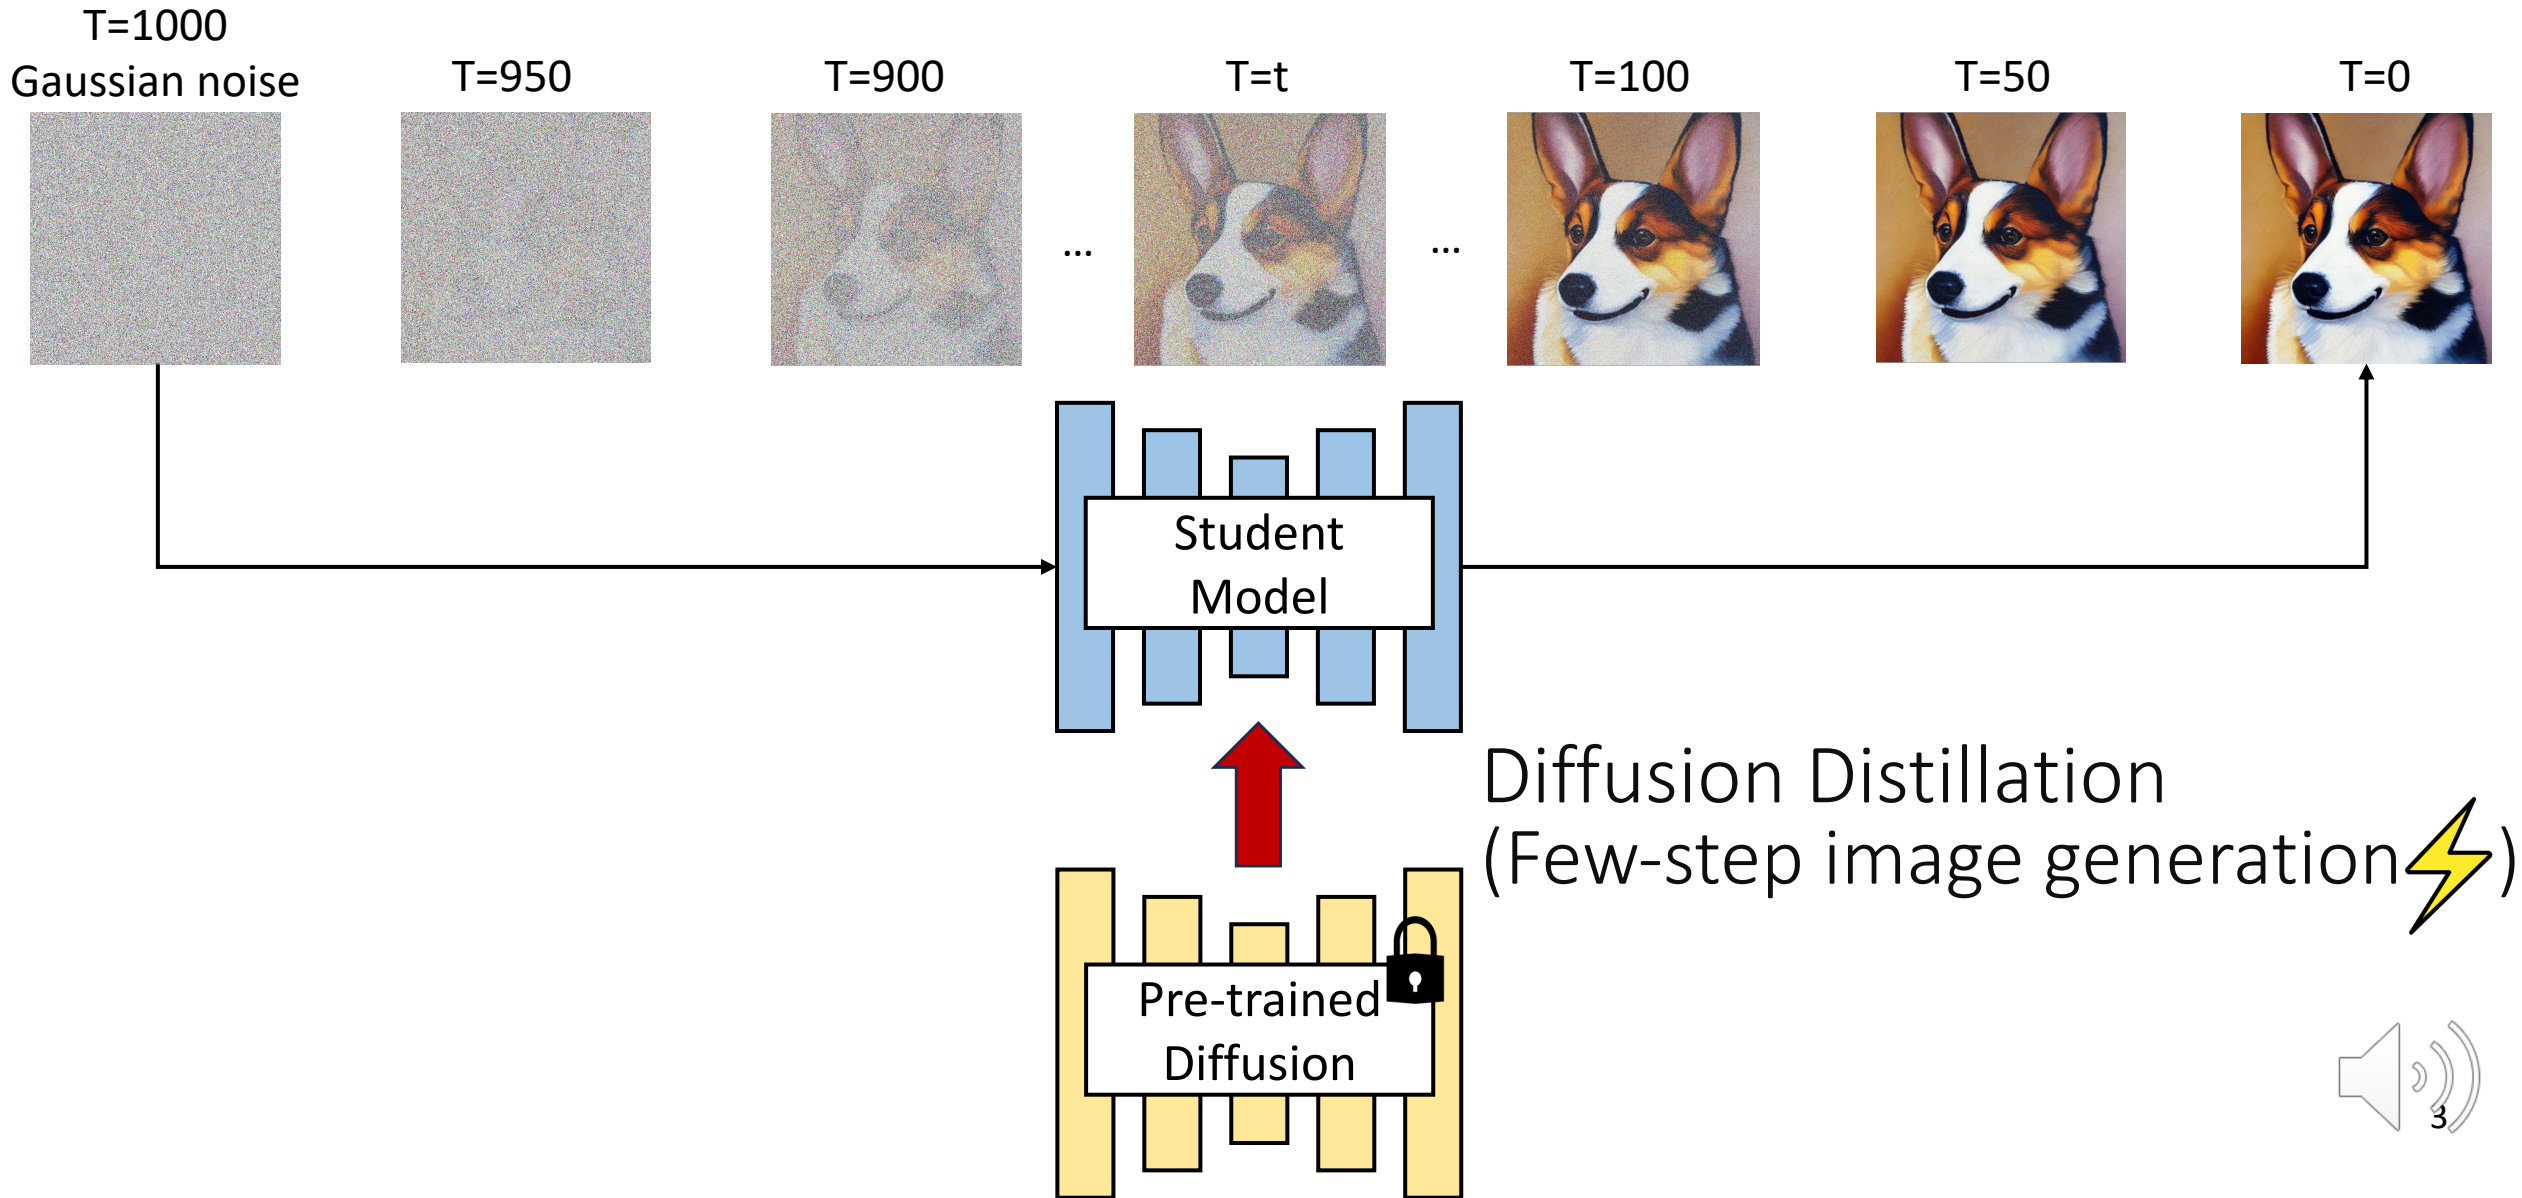 T=1000
Gaussian noise
T=950
T=900
T=t
T=100
T=50
T=0
...
...
Student
Model
Diffusion Distillation
(Few-step image generation⚡)
Pre-trained
Diffusion
3